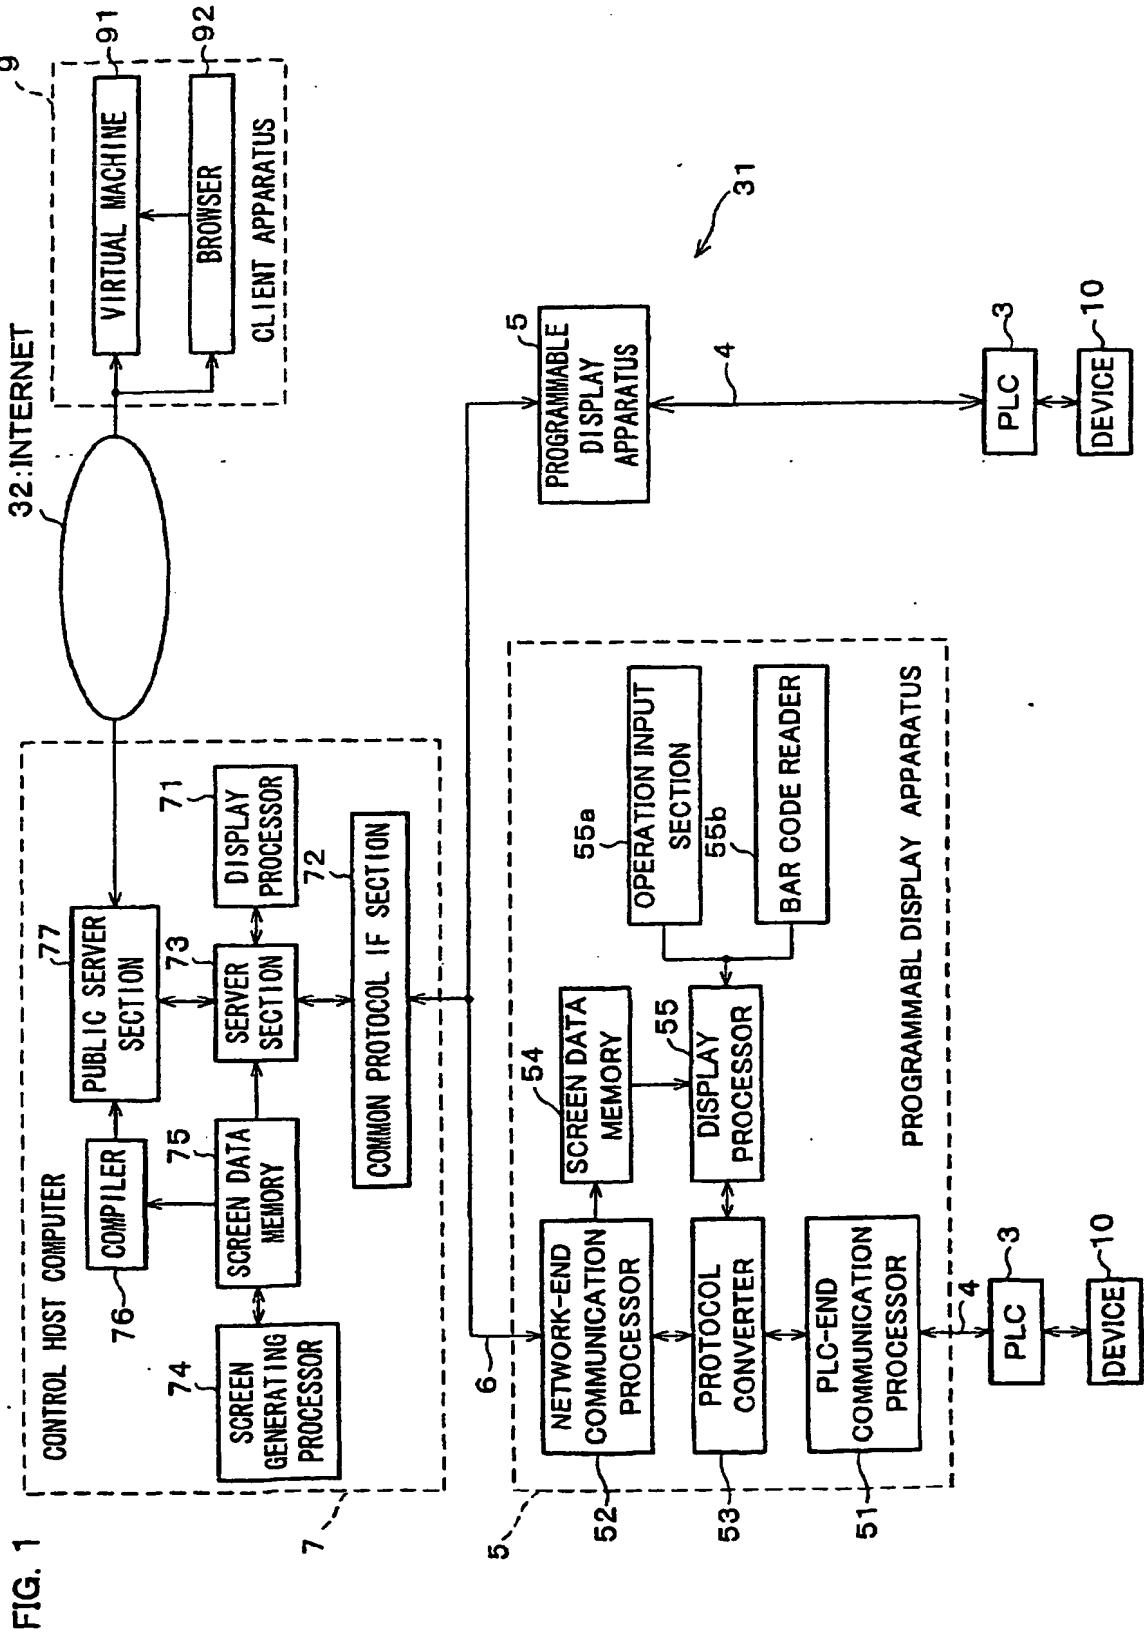 FIG. 1
32:INTERNET
9
VIRTUAL MACHINE
91
BROWSER
92
CLIENT APPARATUS
7
CONTROL HOST COMPUTER
77
PUBLIC SERVER
SECTION
76
COMPILER
73
SERVER
SECTION
71
DISPLAY
PROCESSOR
75
SCREEN DATA
MEMORY
74
SCREEN
GENERATING
PROCESSOR
72
COMMON PROTOCOL IF SECTION
6
31
5
PROGRAMMABLE
DISPLAY
APPARATUS
4
PLC
3
DEVICE
10
5
52
NETWORK-END
COMMUNICATION
PROCESSOR
54
SCREEN DATA
MEMORY
55a
OPERATION INPUT
SECTION
53
PROTOCOL
CONVERTER
55
DISPLAY
PROCESSOR
55b
BAR CODE READER
51
PLC-END
COMMUNICATION
PROCESSOR
PROGRAMMABL DISPLAY APPARATUS
4
PLC
3
DEVICE
10